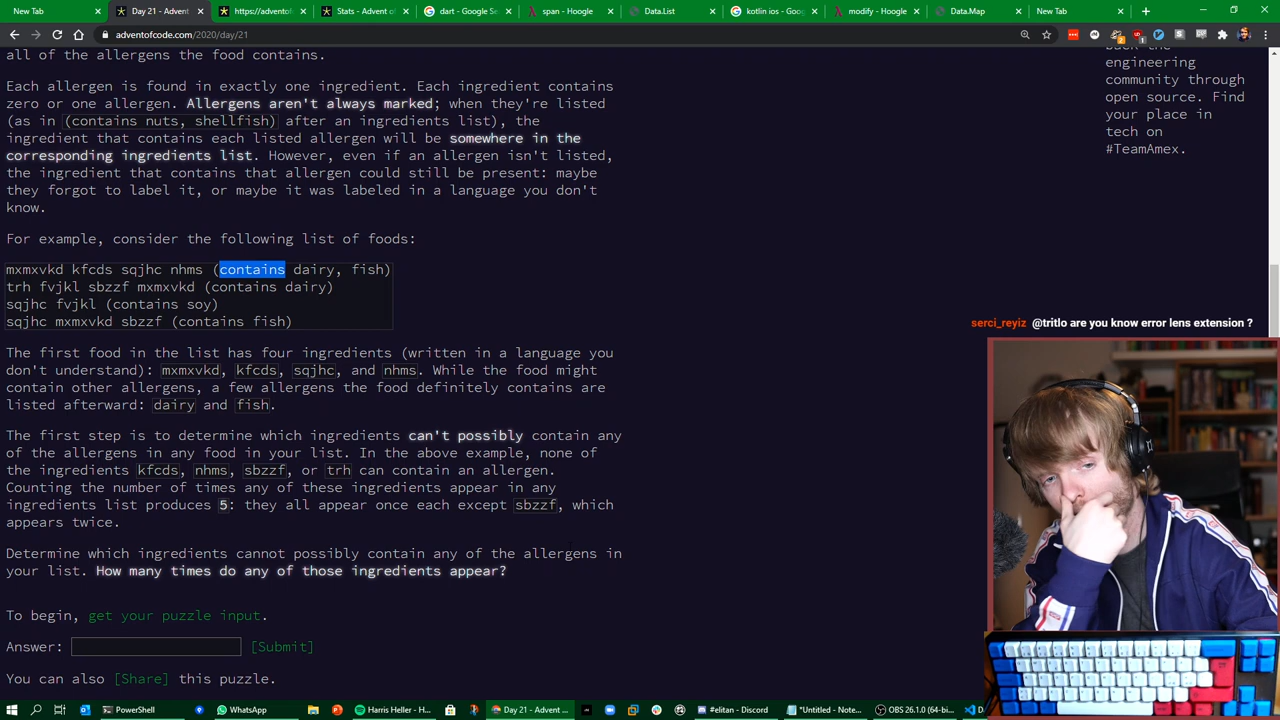 New Tab
Day 21 - Advent
https://adventof
Stats - Advent o
dart - Google Se
span - Hoogle
Data.List
kotlin ios - Goo
modify - Hoogle
Data.Map
New Tab
adventofcode.com/2020/day/21
all of the allergens the food contains.
Each allergen is found in exactly one ingredient. Each ingredient contains
zero or one allergen. Allergens aren't always marked; when they're listed
(as in (contains nuts, shellfish) after an ingredients list), the
ingredient that contains each listed allergen will be somewhere in the
corresponding ingredients list. However, even if an allergen isn't listed,
the ingredient that contains that allergen could still be present: maybe
they forgot to label it, or maybe it was labeled in a language you don't
know.
For example, consider the following list of foods:
mxmxvkd kfcds sqjhc nhms (contains dairy, fish)
trh fvjkl sbzzf mxmxvkd (contains dairy)
sqjhc fvjkl (contains soy)
sqjhc mxmxvkd sbzzf (contains fish)
The first food in the list has four ingredients (written in a language you
don't understand): mxmxvkd, kfcds, sqjhc, and nhms. While the food might
contain other allergens, a few allergens the food definitely contains are
listed afterward: dairy and fish.
The first step is to determine which ingredients can't possibly contain any
of the allergens in any food in your list. In the above example, none of
the ingredients kfcds, nhms, sbzzf, or trh can contain an allergen.
Counting the number of times any of these ingredients appear in any
ingredients list produces 5: they all appear once each except sbzzf, which
appears twice.
Determine which ingredients cannot possibly contain any of the allergens in
your list. How many times do any of those ingredients appear?
To begin, get your puzzle input.
Answer:
[Submit]
You can also [Share] this puzzle.
back the
engineering
community through
open source. Find
your place in
tech on
#TeamAmex.
serci_reyiz @tritlo are you know error lens extension ?
PowerShell
WhatsApp
Harris Heller - H...
Day 21 - Advent ...
#elitan - Discord
*Untitled - Note...
OBS 26.1.0 (64-bi...